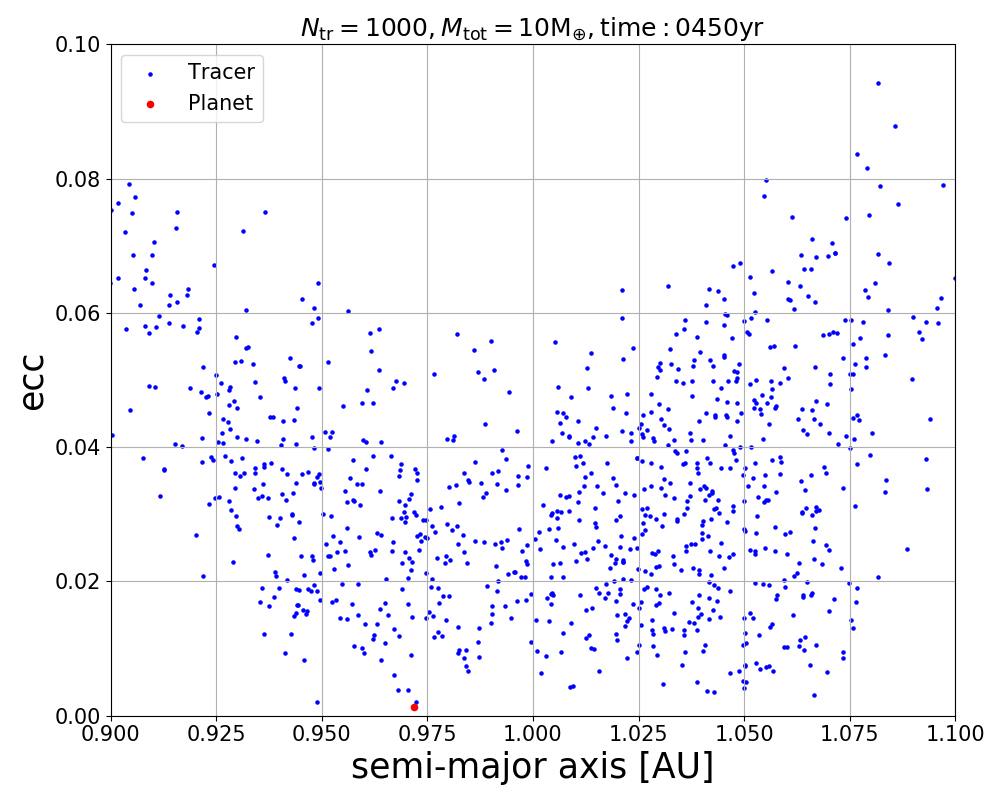 N_tr = 1000, M_tot = 10M_⊕, time : 0450yr
Tracer
Planet
ecc
0.10
0.08
0.06
0.04
0.02
0.00
0.900 0.925 0.950 0.975 1.000 1.025 1.050 1.075 1.100
semi-major axis [AU]